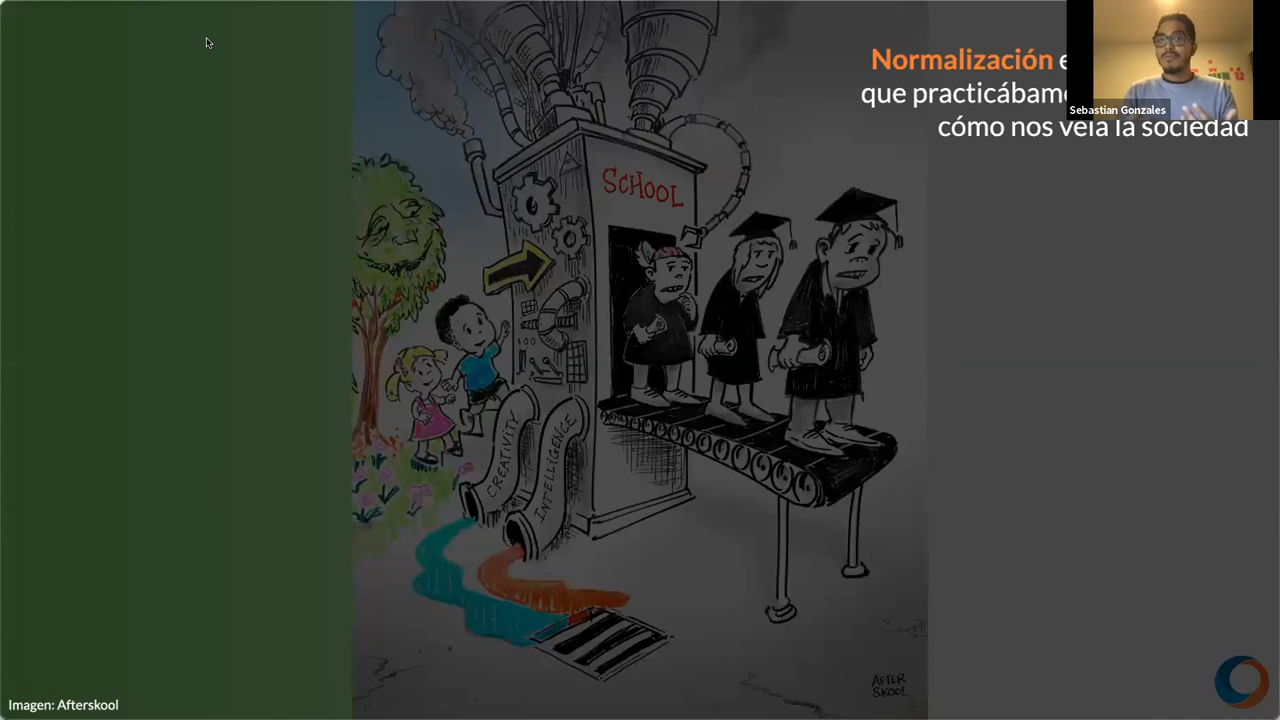 Normalización e
que practicábam
cómo nos veía la sociedad
Sebastian Gonzales
SCHOOL
CREATIVITY
INTELLIGENCE
AFTER
SKOOL
Imagen: Afterskool